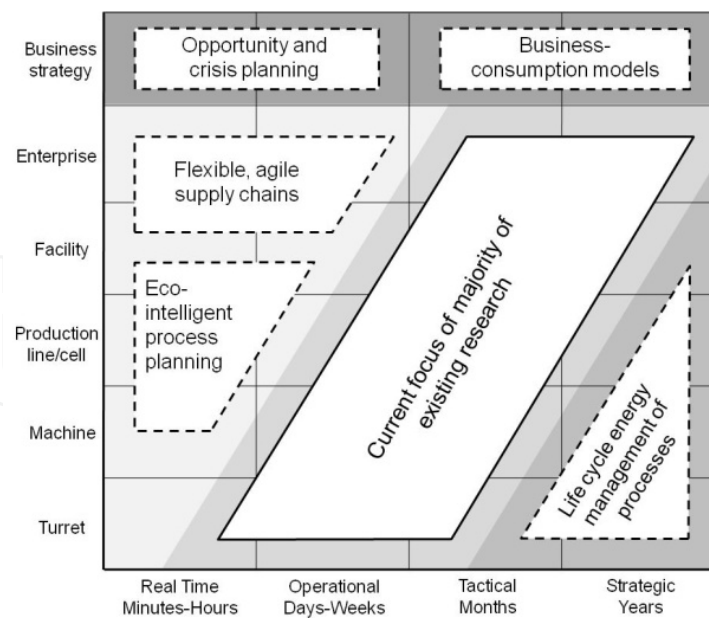 Business
strategy
Opportunity and
crisis planning
Business-
consumption models
Enterprise
Flexible, agile
supply chains
Facility
Eco-
intelligent
process
planning
Production
line/cell
Current focus of majority of
existing research
Machine
Life cycle energy
management of
processes
Turret
Real Time
Minutes-Hours
Operational
Days-Weeks
Tactical
Months
Strategic
Years